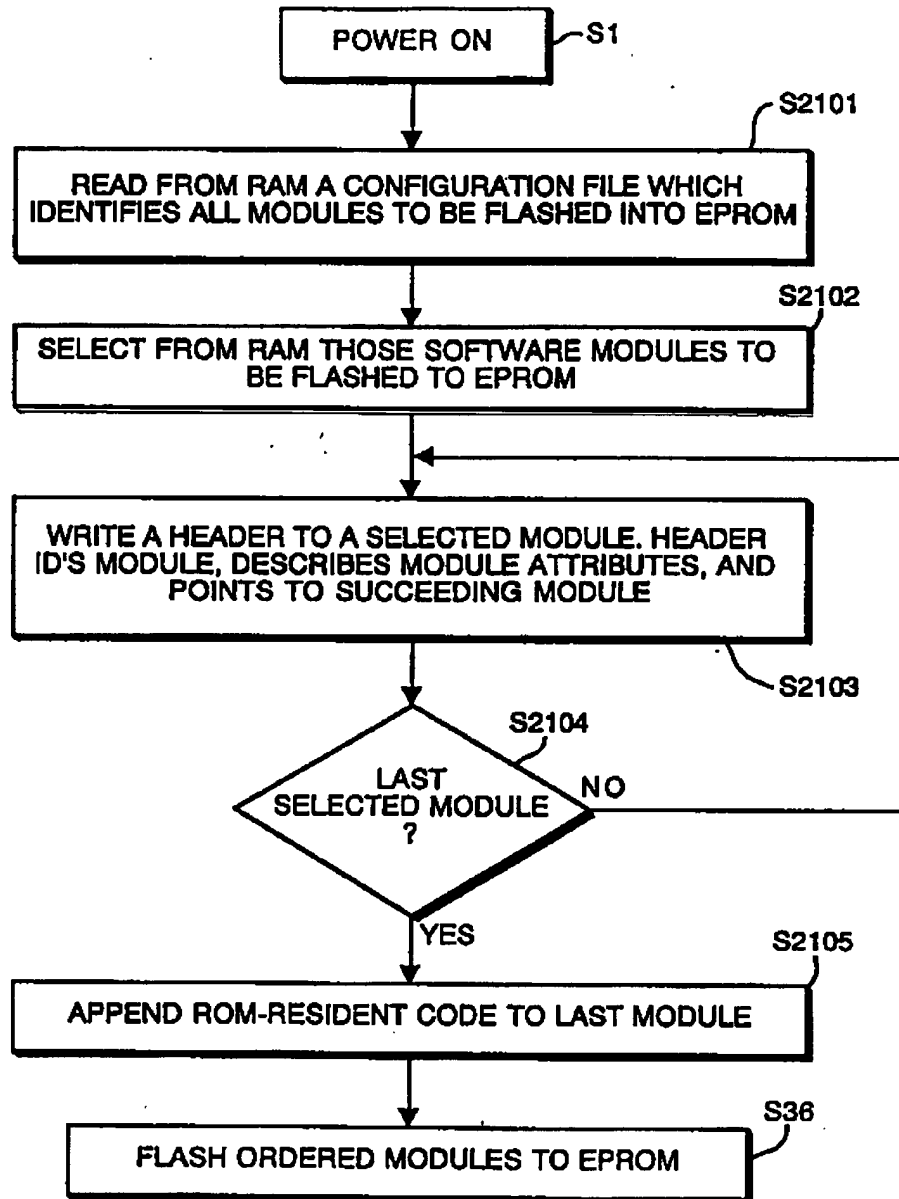 POWER ON
S1
S2101
READ FROM RAM A CONFIGURATION FILE WHICH
IDENTIFIES ALL MODULES TO BE FLASHED INTO EPROM
S2102
SELECT FROM RAM THOSE SOFTWARE MODULES TO
BE FLASHED TO EPROM
WRITE A HEADER TO A SELECTED MODULE. HEADER
ID'S MODULE, DESCRIBES MODULE ATTRIBUTES, AND
POINTS TO SUCCEEDING MODULE
S2103
S2104
LAST
SELECTED MODULE
?
NO
YES
S2105
APPEND ROM-RESIDENT CODE TO LAST MODULE
S36
FLASH ORDERED MODULES TO EPROM